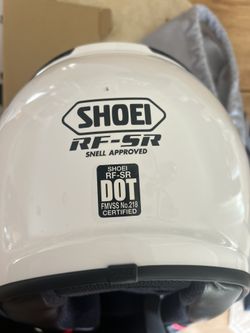 SHOEI
RF-SR
SNELL APPROVED
SHOEI
RF-SR
DOT
FMVSS No.218
CERTIFIED